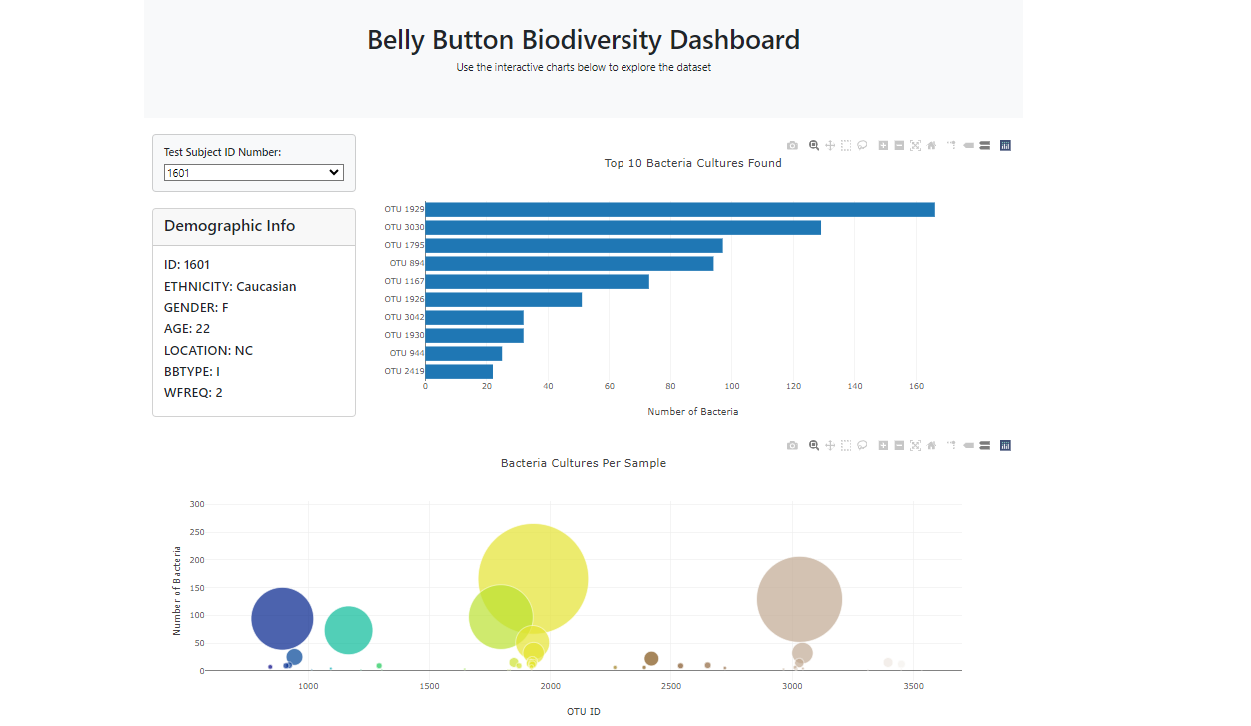 Belly Button Biodiversity Dashboard
Use the interactive charts below to explore the dataset
Test Subject ID Number:
1601
Demographic Info
ID: 1601
ETHNICITY: Caucasian
GENDER: F
AGE: 22
LOCATION: NC
BBTYPE: I
WFREQ: 2
Top 10 Bacteria Cultures Found
OTU 1929
OTU 3030
OTU 1795
OTU 894
OTU 1167
OTU 1926
OTU 3042
OTU 1930
OTU 944
OTU 2419
0 20 40 60 80 100 120 140 160
Number of Bacteria
Bacteria Cultures Per Sample
Number of Bacteria
300
250
200
150
100
50
0
1000 1500 2000 2500 3000 3500
OTU ID